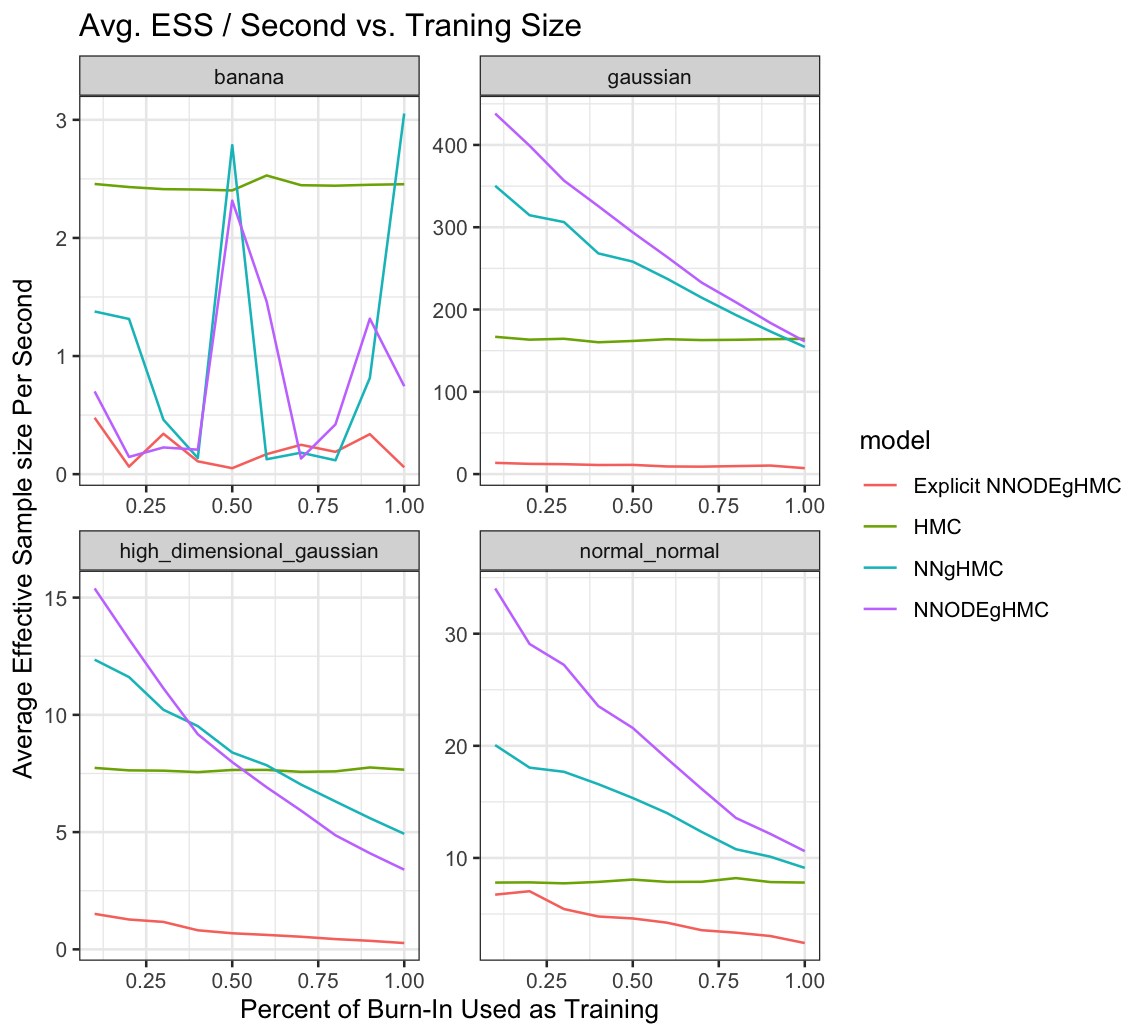 Avg. ESS / Second vs. Traning Size
banana
gaussian
3
2
1
0
400
300
200
100
0
0.25 0.50 0.75 1.00
0.25 0.50 0.75 1.00
high_dimensional_gaussian
normal_normal
15
10
5
0
30
20
10
0.25 0.50 0.75 1.00
0.25 0.50 0.75 1.00
Average Effective Sample size Per Second
Percent of Burn-In Used as Training
model
Explicit NNODEgHMC
HMC
NNgHMC
NNODEgHMC